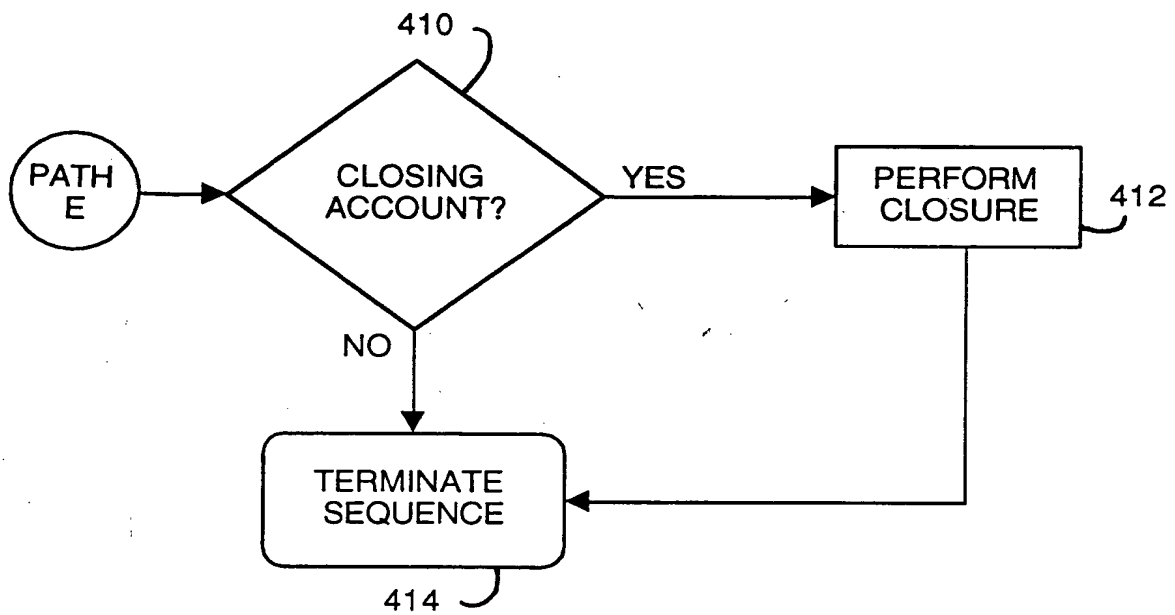 410
PATH
E
CLOSING
ACCOUNT?
YES
PERFORM
CLOSURE
412
NO
TERMINATE
SEQUENCE
414